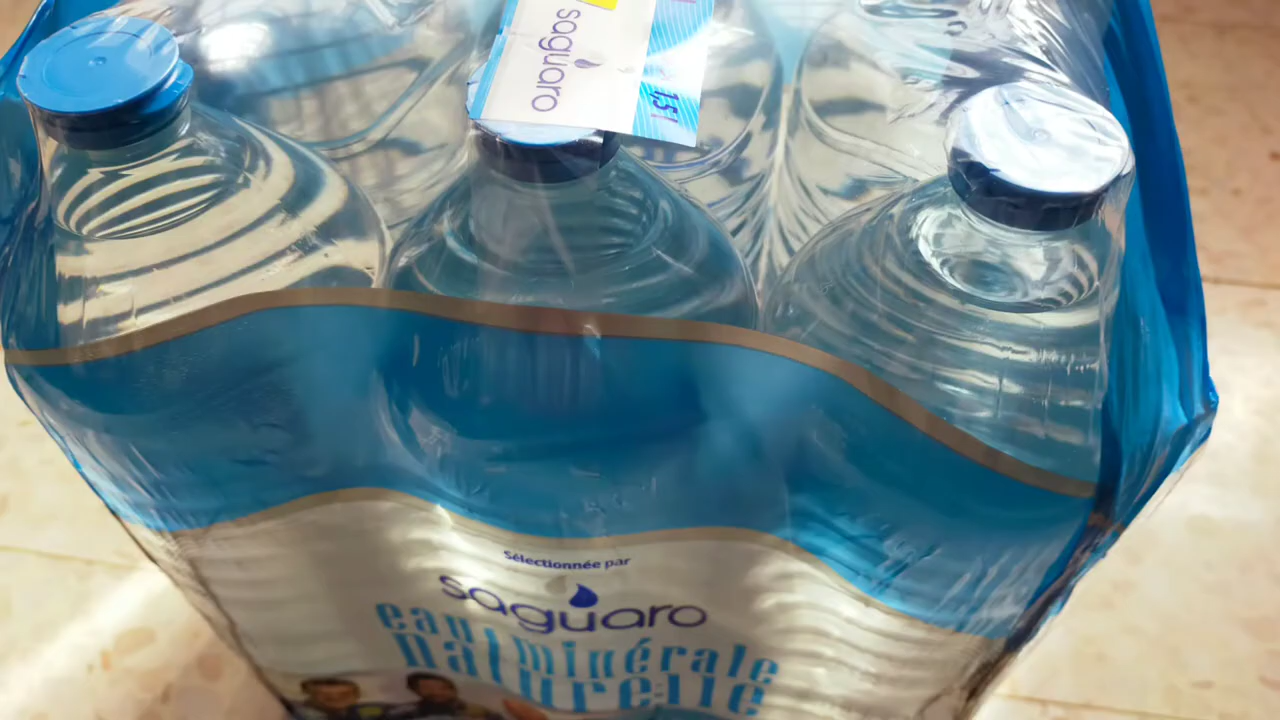 saguaro
1,5 l
Sélectionnée par
saguaro
eau minérale
naturelle